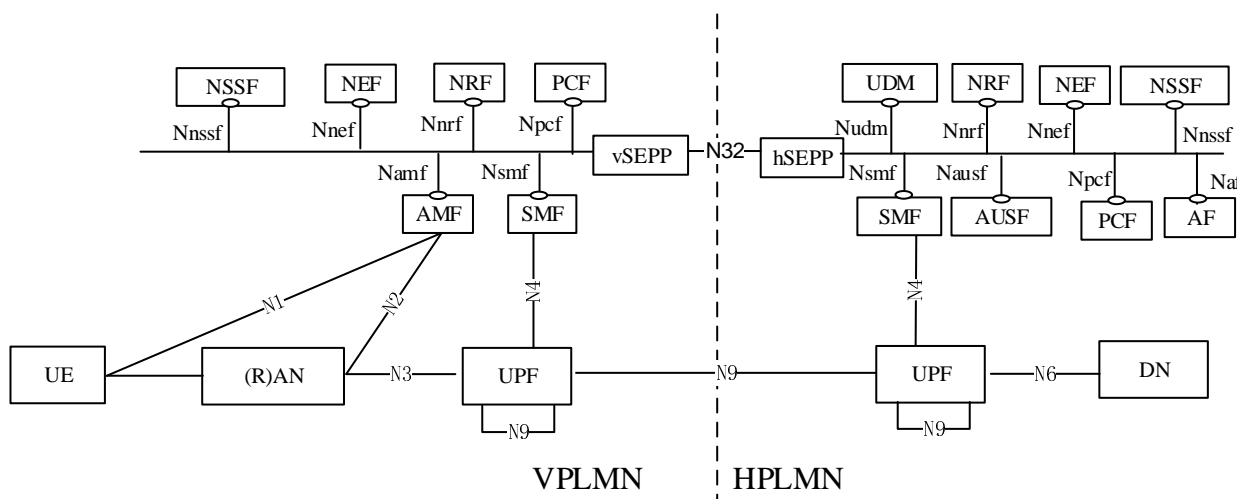 NSSF NEF NRF PCF UDM NRF NEF NSSF
Nnssf Nnef Nnrf Npcf Nudm Nnrf Nnef Nnssf
vSEPP N32 hSEPP
Namf Nsmf Nsmf Nausf Npcf
AMF SMF SMF AUSF PCF AF
N1 N2 N4 N4
UE (R)AN N3 UPF N9 UPF N6 DN
N9 N9
VPLMN HPLMN